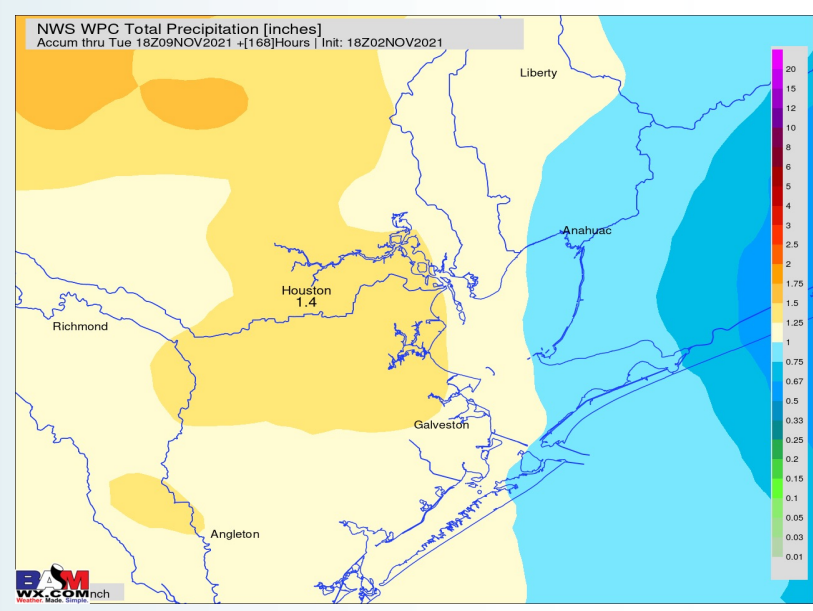 NWS WPC Total Precipitation [inches]
Accum thru Tue 18Z09NOV2021 +[168]Hours | Init: 18Z02NOV2021
Liberty
Anahuac
Houston
1.4
Richmond
Galveston
Angleton
20
15
12
10
8
6
5
4
3
2.5
2
1.75
1.5
1.25
1
0.75
0.67
0.5
0.33
0.25
0.2
0.15
0.1
0.05
0.03
0.01
BAM
WX.COM nch
Weather. Made. Simple.